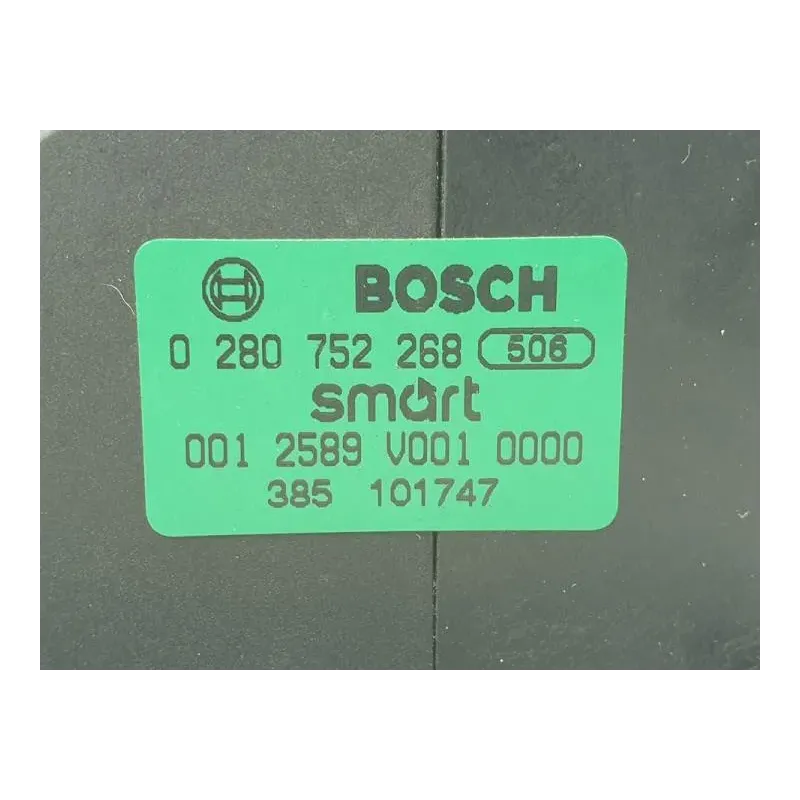 BOSCH
0 280 752 268 506
smart
001 2589 V001 0000
385 101747